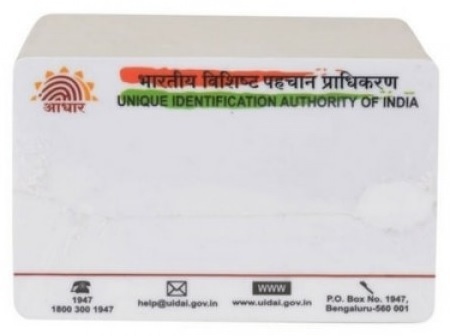 भारतीय विशिष्ट पहचान प्राधिकरण
UNIQUE IDENTIFICATION AUTHORITY OF INDIA
आधार
1947
1800 300 1947
help@uidai.gov.in
WWW
www.uidai.gov.in
P.O. Box No. 1947,
Bengaluru-560 001